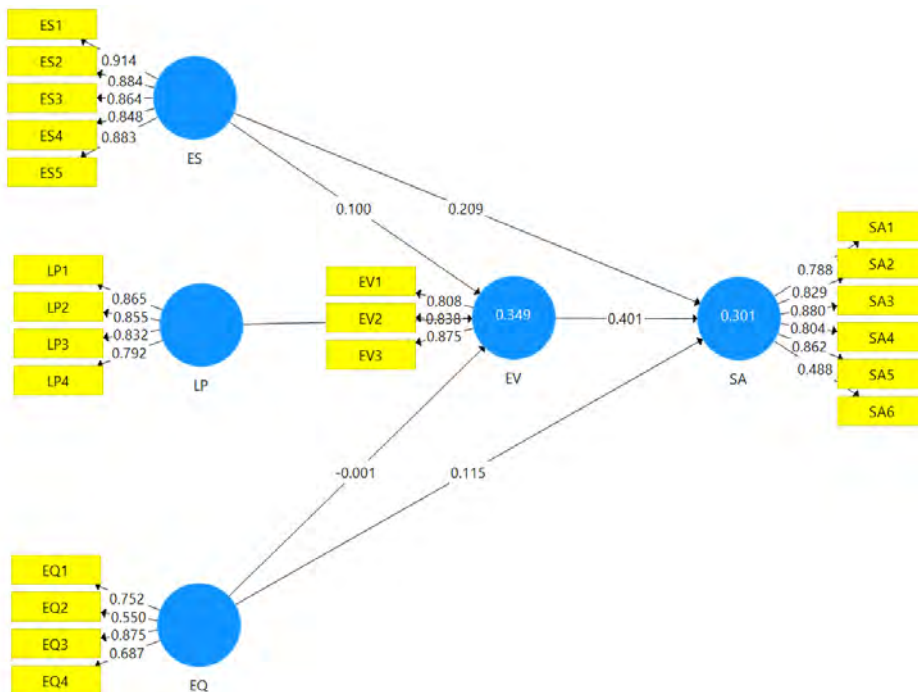 ES1
ES2
ES3
ES4
ES5
0.914
0.884
0.864
0.848
0.883
ES
0.100
0.209
LP1
LP2
LP3
LP4
0.865
0.855
0.832
0.792
LP
EV1
EV2
EV3
0.808
0.838
0.875
0.349
EV
0.401
0.301
SA
SA1
SA2
SA3
SA4
SA5
SA6
0.788
0.829
0.880
0.804
0.862
0.488
-0.001
0.115
EQ1
EQ2
EQ3
EQ4
0.752
0.550
0.875
0.687
EQ